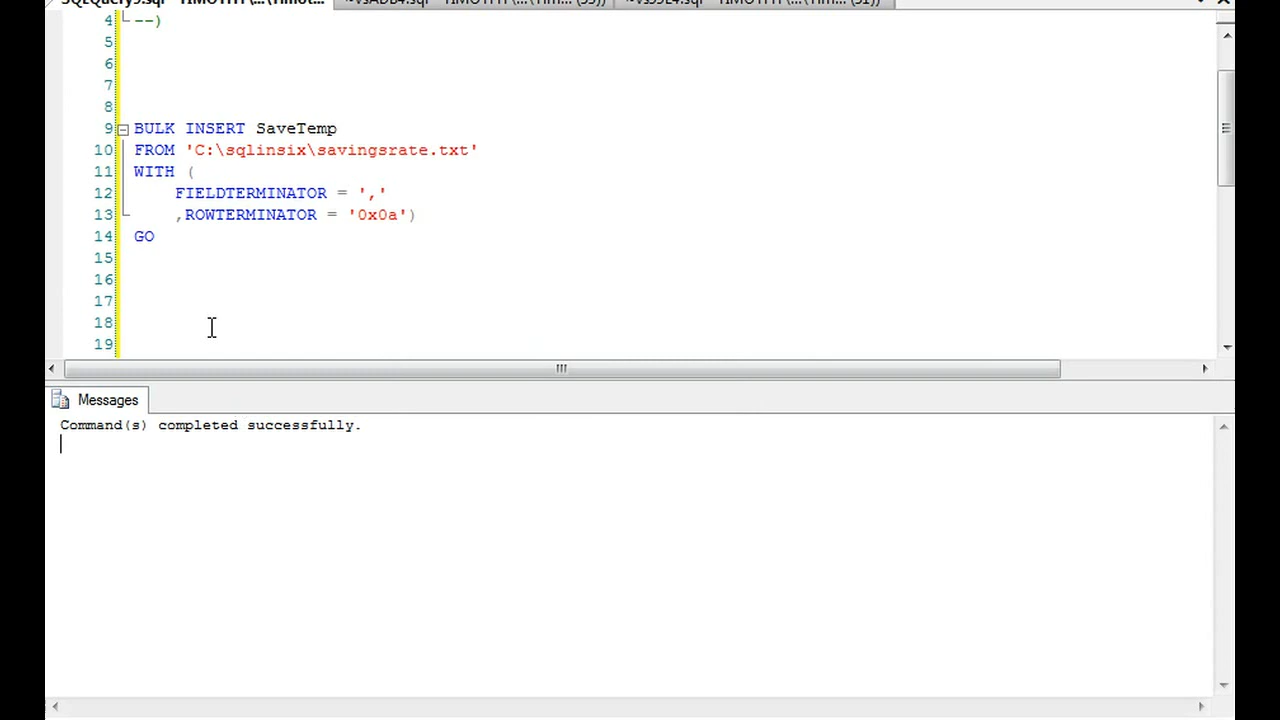 4 --)
5
6
7
8
9 BULK INSERT SaveTemp
10 FROM 'C:\sqlinsix\savingsrate.txt'
11 WITH (
12 FIELDTERMINATOR = ','
13 ,ROWTERMINATOR = '0x0a')
14 GO
15
16
17
18
19
Messages
Command(s) completed successfully.